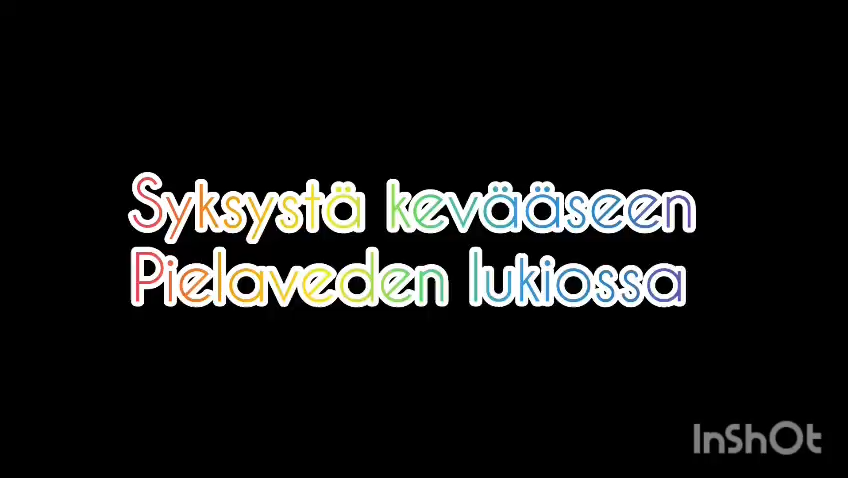 Syksystä kevääseen
Pielaveden lukiossa
InShOt